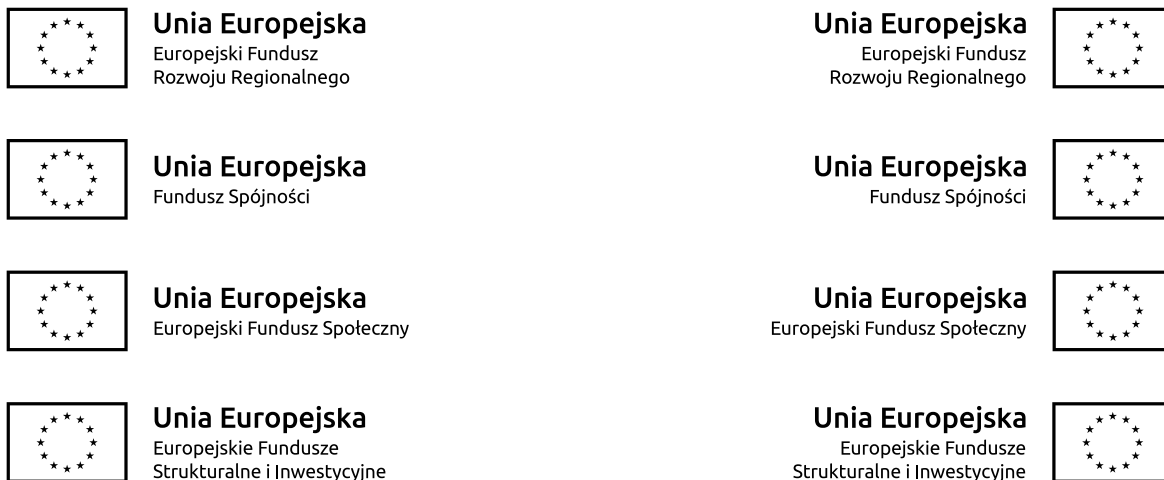 Unia Europejska
Europejski Fundusz
Rozwoju Regionalnego
Unia Europejska
Europejski Fundusz
Rozwoju Regionalnego
Unia Europejska
Fundusz Spójności
Unia Europejska
Fundusz Spójności
Unia Europejska
Europejski Fundusz Społeczny
Unia Europejska
Europejski Fundusz Społeczny
Unia Europejska
Europejskie Fundusze
Strukturalne i Inwestycyjne
Unia Europejska
Europejskie Fundusze
Strukturalne i Inwestycyjne